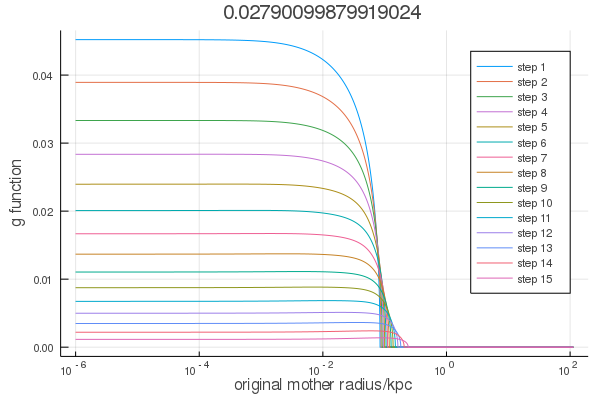 0.02790099879919024
g function
0.04
0.03
0.02
0.01
0.00
10^-6
10^-4
10^-2
10^0
10^2
original mother radius/kpc
step 1
step 2
step 3
step 4
step 5
step 6
step 7
step 8
step 9
step 10
step 11
step 12
step 13
step 14
step 15